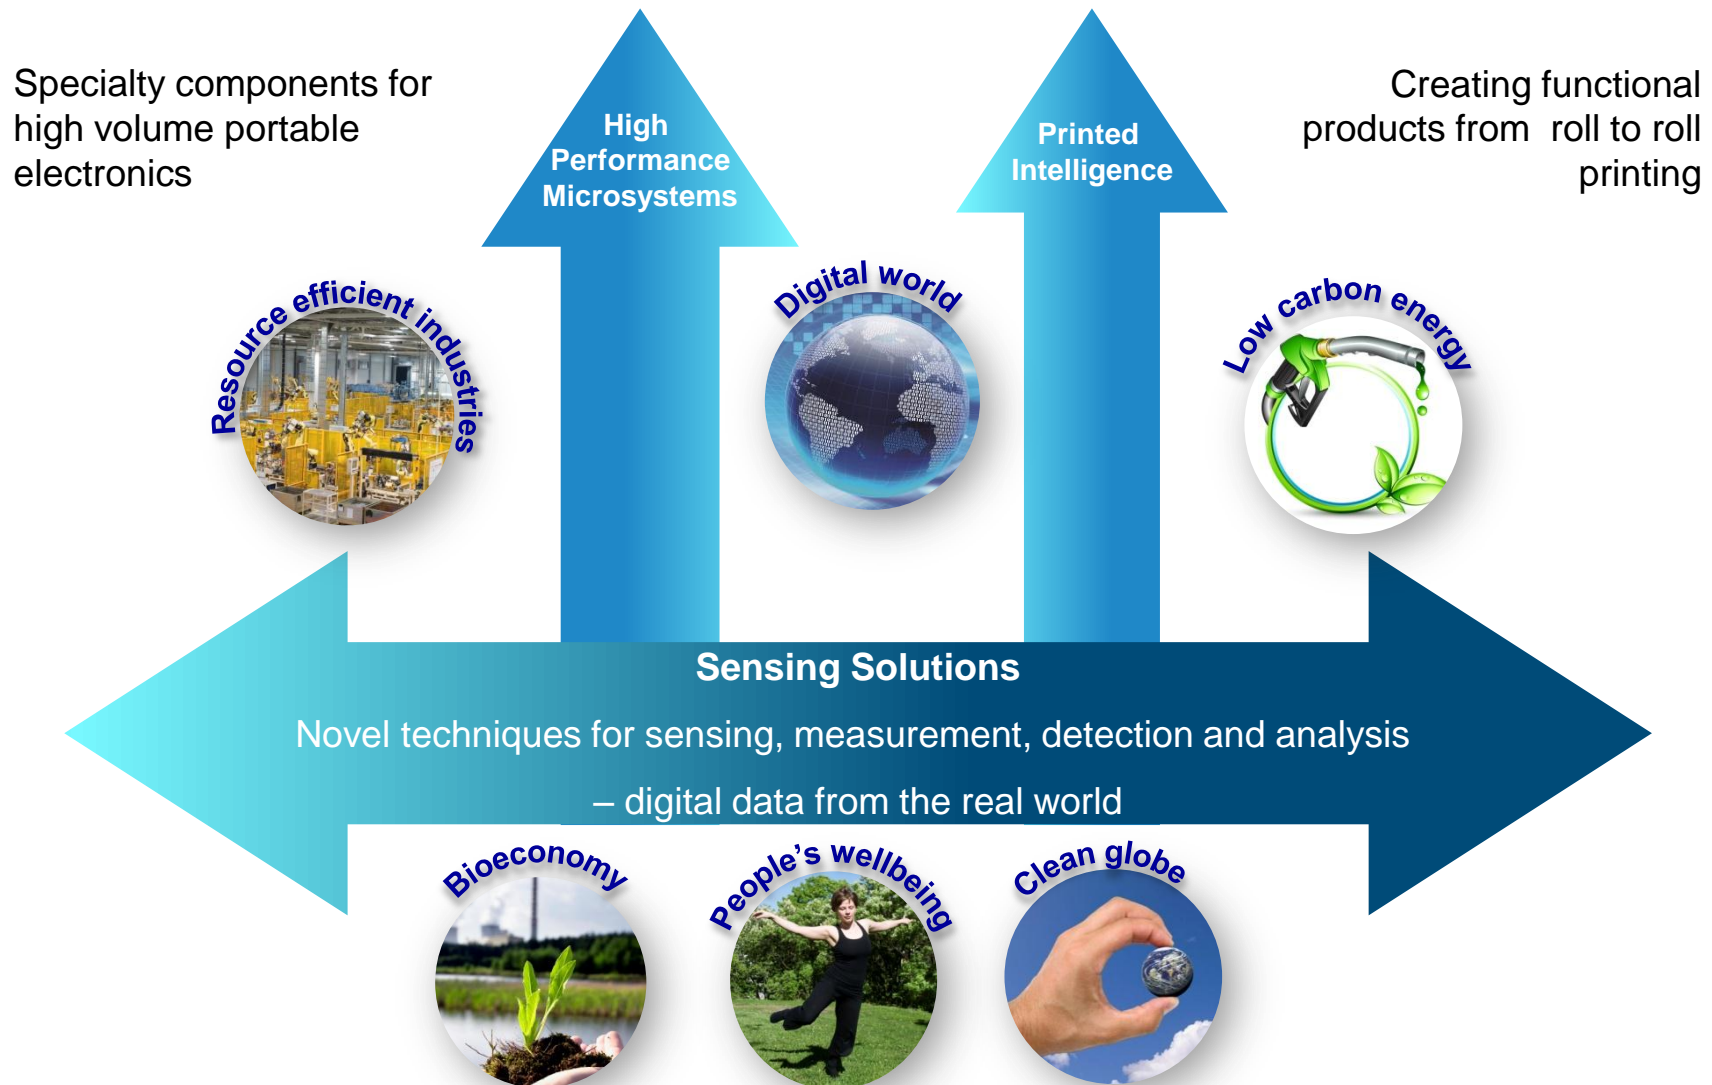 Specialty components for
high volume portable
electronics
High
Performance
Microsystems
Printed
Intelligence
Creating functional
products from  roll to roll
printing
Resource efficient industries
Digital world
Low carbon energy
Sensing Solutions
Novel techniques for sensing, measurement, detection and analysis
– digital data from the real world
Bioeconomy
People’s wellbeing
Clean globe